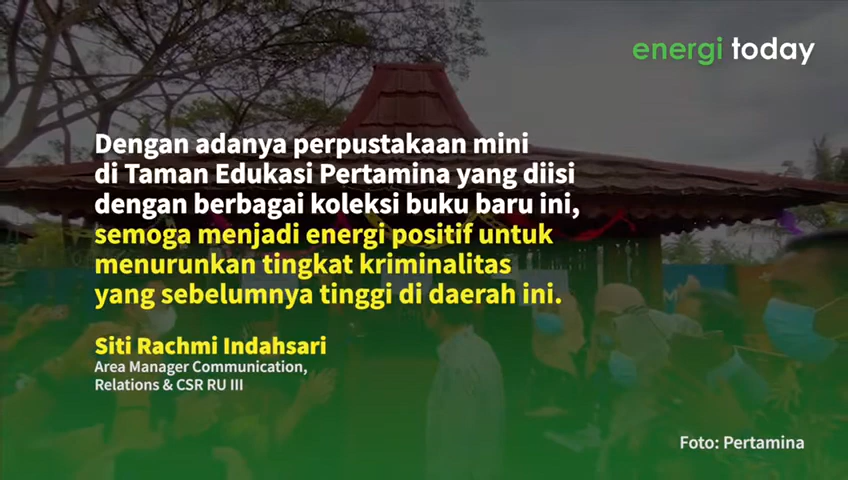 energi today
Dengan adanya perpustakaan mini
di Taman Edukasi Pertamina yang diisi
dengan berbagai koleksi buku baru ini,
semoga menjadi energi positif untuk
menurunkan tingkat kriminalitas
yang sebelumnya tinggi di daerah ini.
Siti Rachmi Indahsari
Area Manager Communication,
Relations & CSR RU III
Foto: Pertamina